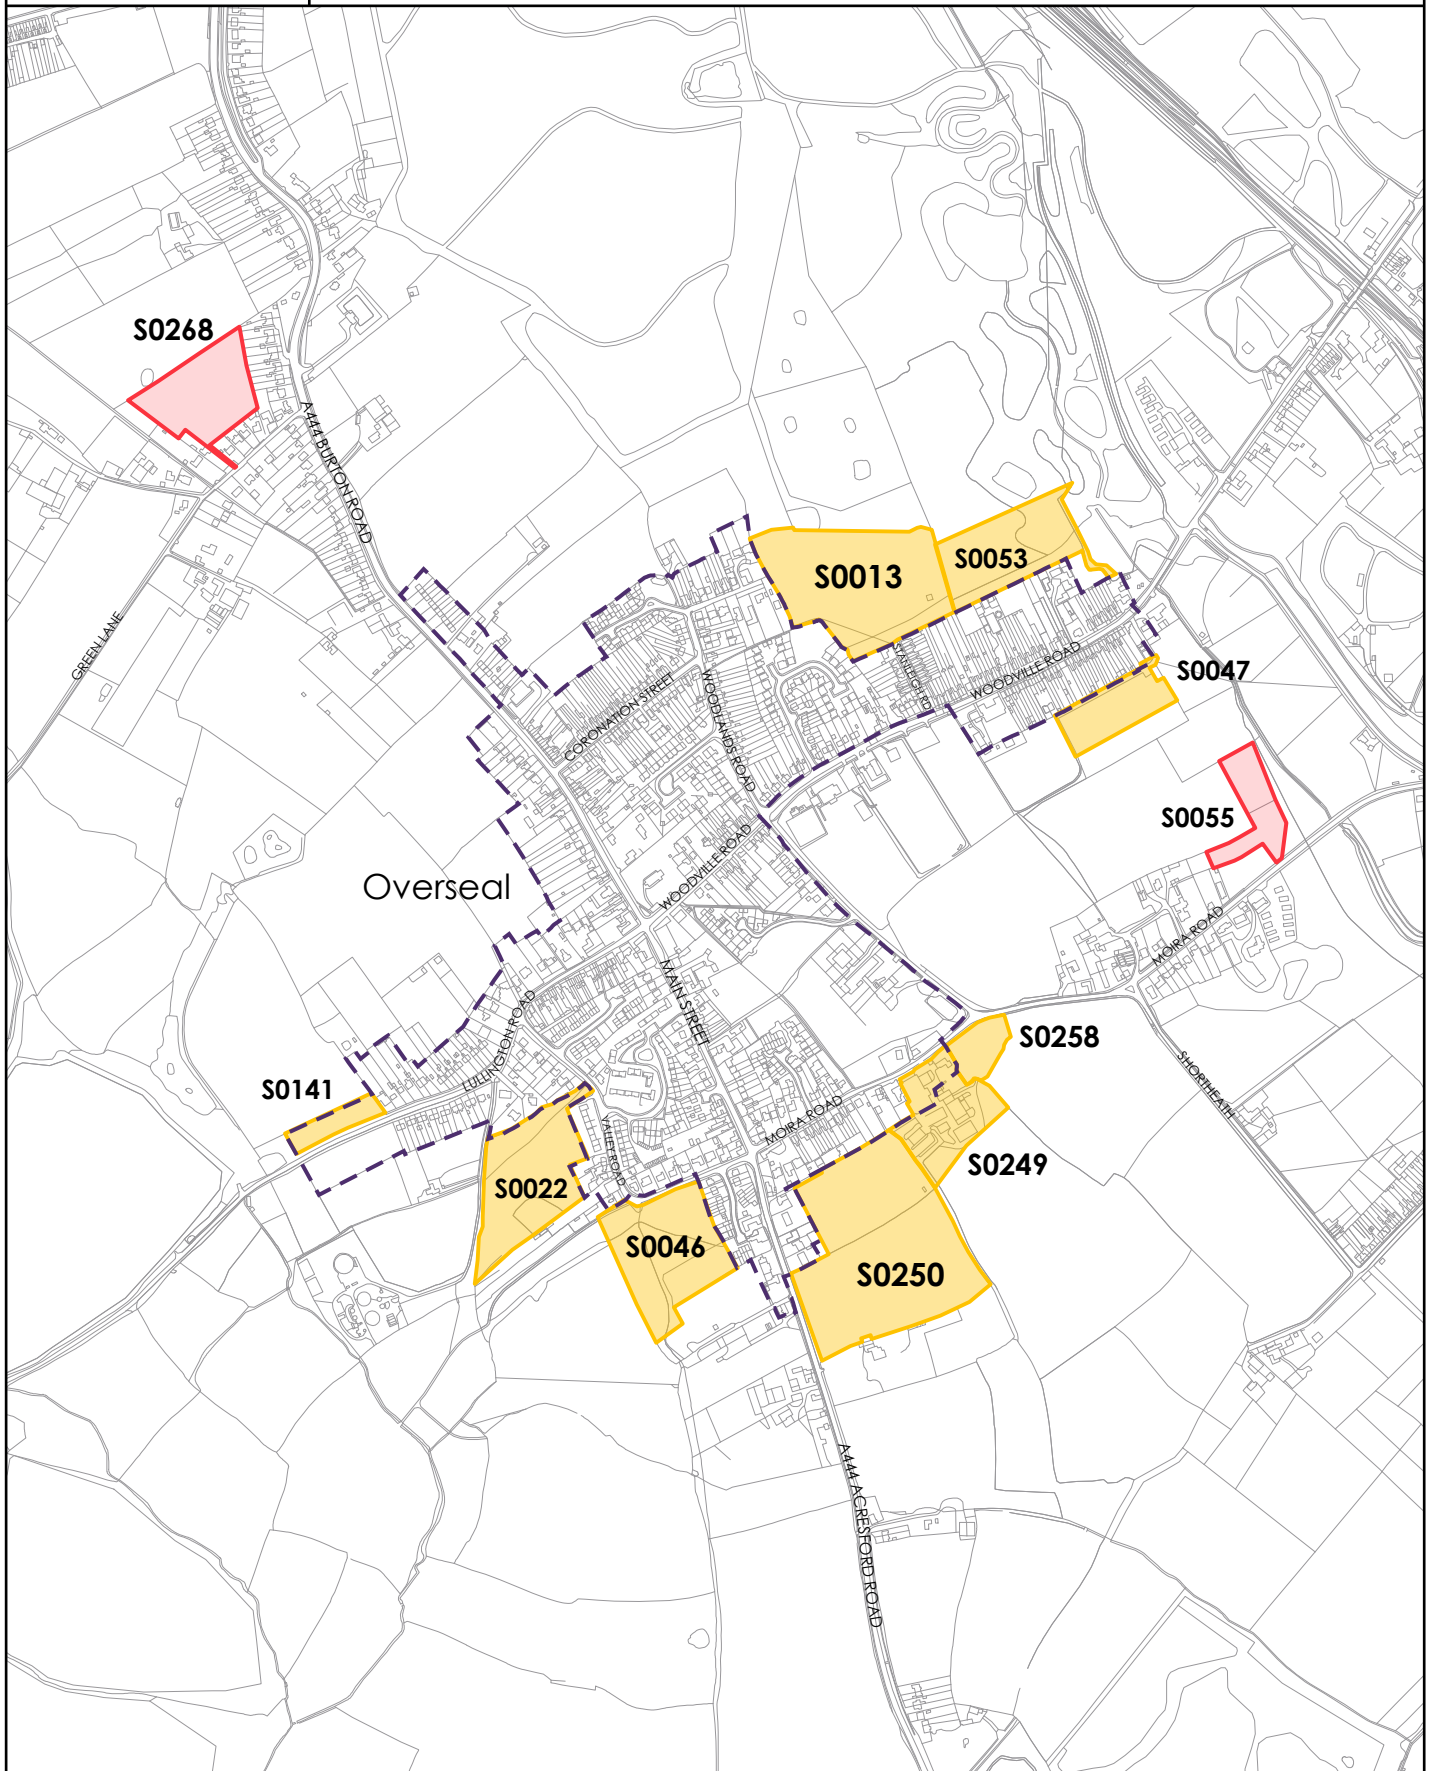 S0268
A444 BURTON ROAD
S0053
S0013
GREEN LANE
STANLEIGH RD
WOODVILLE ROAD
S0047
CORONATION STREET
WOODLANDS ROAD
S0055
WOODVILLE ROAD
Overseal
MOIRA ROAD
MAIN STREET
LULLINGTON ROAD
S0258
SHORTHEATH
S0141
MOIRA ROAD
VALLEY ROAD
S0249
S0022
S0046
S0250
A444 ACRESFORD ROAD